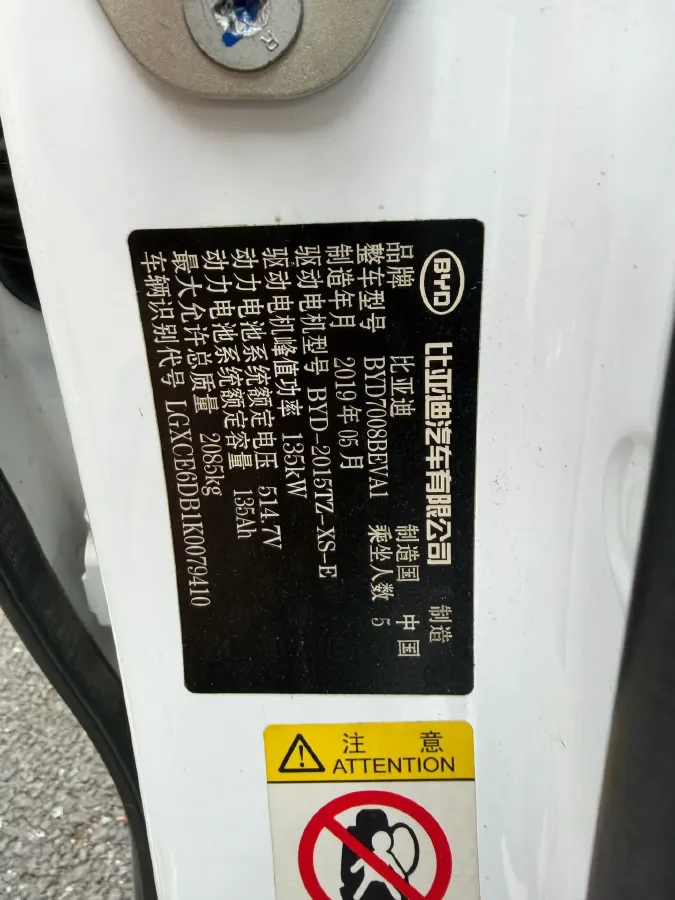 BYD 比亚迪汽车有限公司 制造
品牌 比亚迪 制造国 中国
整车型号 BYD7008BEVA1 乘坐人数 5
制造年月 2019年05月
驱动电机型号 BYD-2015TZ-XS-E
驱动电机峰值功率 135kW
动力电池系统额定电压 514.7V
动力电池系统额定容量 135Ah
最大允许总质量 2085kg
车辆识别代号 LGXCE6DB1K0079410
注 意
ATTENTION